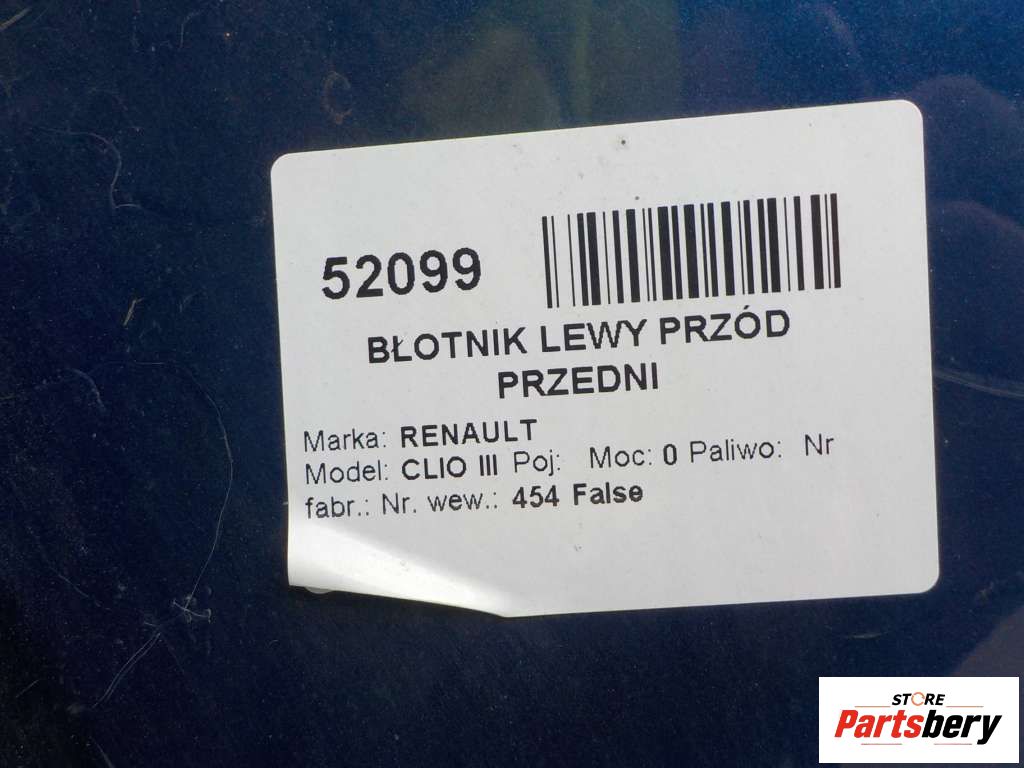 52099
BŁOTNIK LEWY PRZÓD
PRZEDNI
Marka: RENAULT
Model: CLIO III Poj: Moc: 0 Paliwo: Nr
fabr.: Nr. wew.: 454 False
STORE
Partsbery